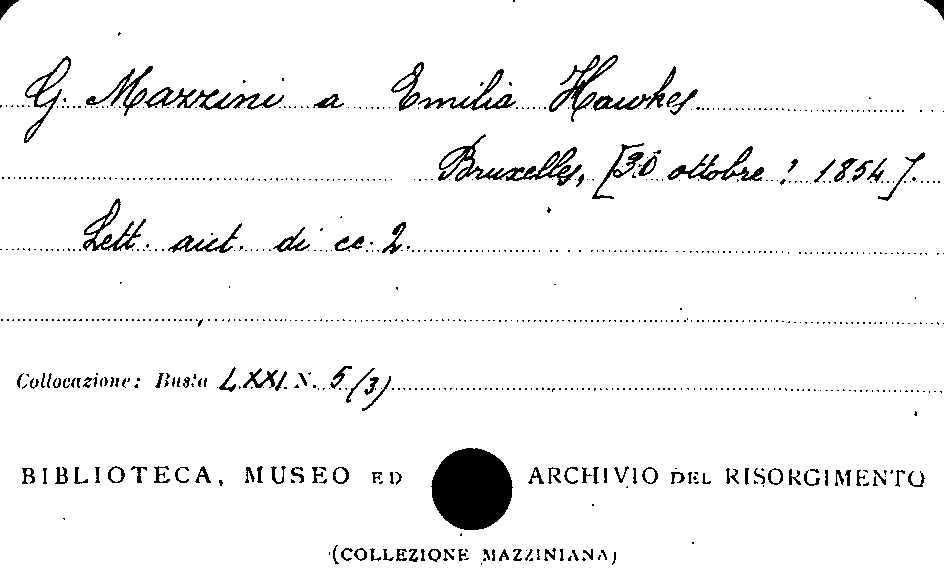 G. Mazzini a Emilia Hawkes.
Bruxelles, [30 ottobre ? 1854].
Lett. aut. di cc. 2.
Collocazione: Busta LXXI N. 5 (3)
BIBLIOTECA, MUSEO ED ARCHIVIO DEL RISORGIMENTO
(COLLEZIONE MAZZINIANA)